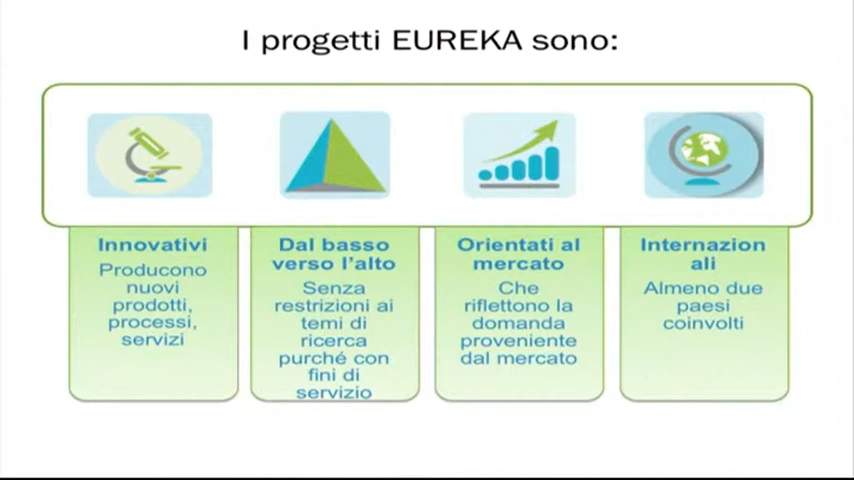 I progetti EUREKA sono:
Innovativi
Producono
nuovi
prodotti,
processi,
servizi
Dal basso
verso l'alto
Senza
restrizioni ai
temi di
ricerca
purché con
fini di
servizio
Orientati al
mercato
Che
riflettono la
domanda
proveniente
dal mercato
Internazion
ali
Almeno due
paesi
coinvolti